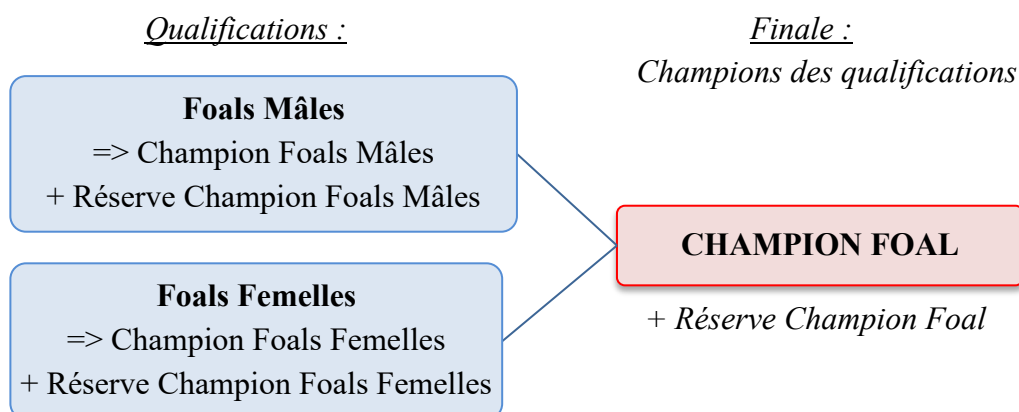 Qualifications :
Foals Mâles
=> Champion Foals Mâles
+ Réserve Champion Foals Mâles
Foals Femelles
=> Champion Foals Femelles
+ Réserve Champion Foals Femelles
Finale :
Champions des qualifications
CHAMPION FOAL
+ Réserve Champion Foal